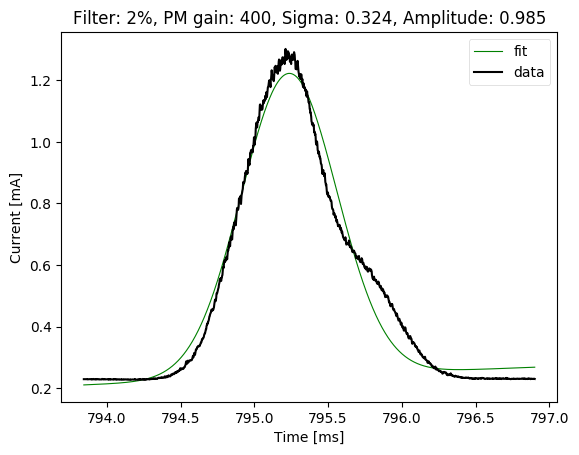 Filter: 2%, PM gain: 400, Sigma: 0.324, Amplitude: 0.985
fit
data
1.2
1.0
0.8
0.6
0.4
0.2
Current [mA]
794.0 794.5 795.0 795.5 796.0 796.5 797.0
Time [ms]